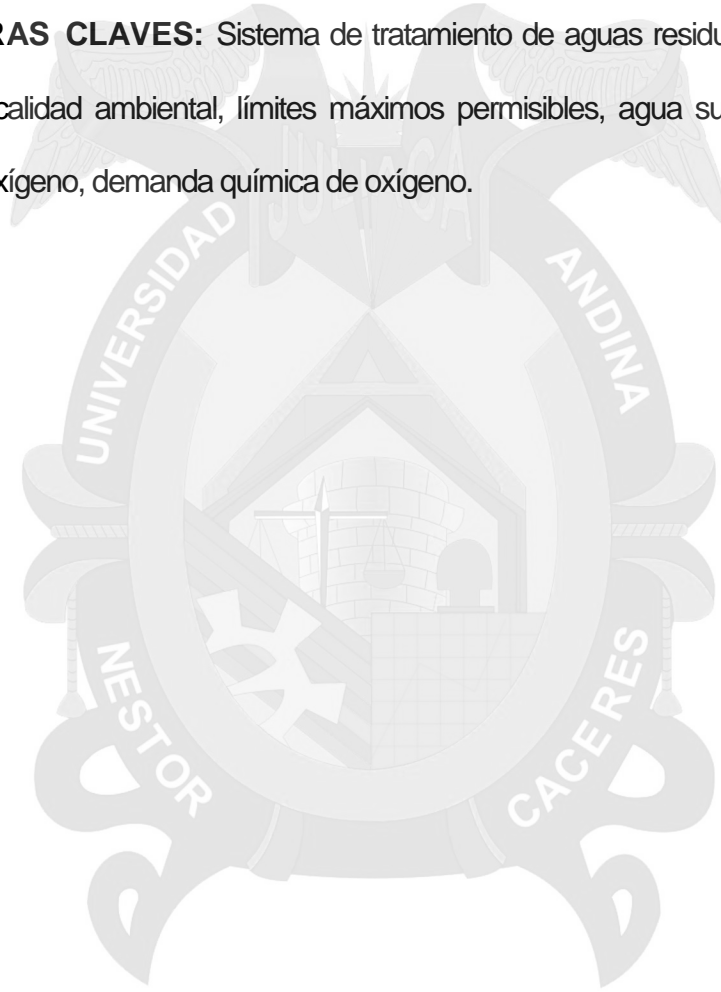 RAS CLAVES: Sistema de tratamiento de aguas residu
calidad ambiental, límites máximos permisibles, agua su
xígeno, demanda química de oxígeno.
JULIACA
UNIVERSIDAD
ANDINA
NESTOR
CACERES